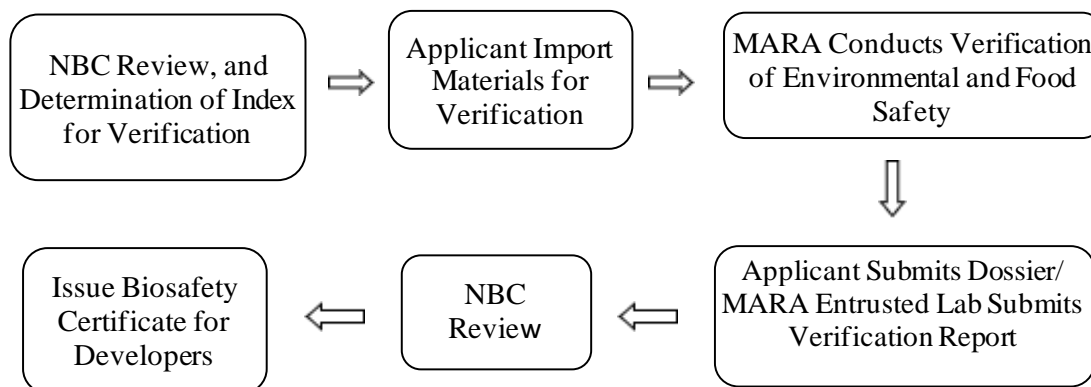 NBC Review, and
Determination of Index
for Verification
Applicant Import
Materials for
Verification
MARA Conducts Verification
of Environmental and Food
Safety
Applicant Submits Dossier/
MARA Entrusted Lab Submits
Verification Report
NBC
Review
Issue Biosafety
Certificate for
Developers